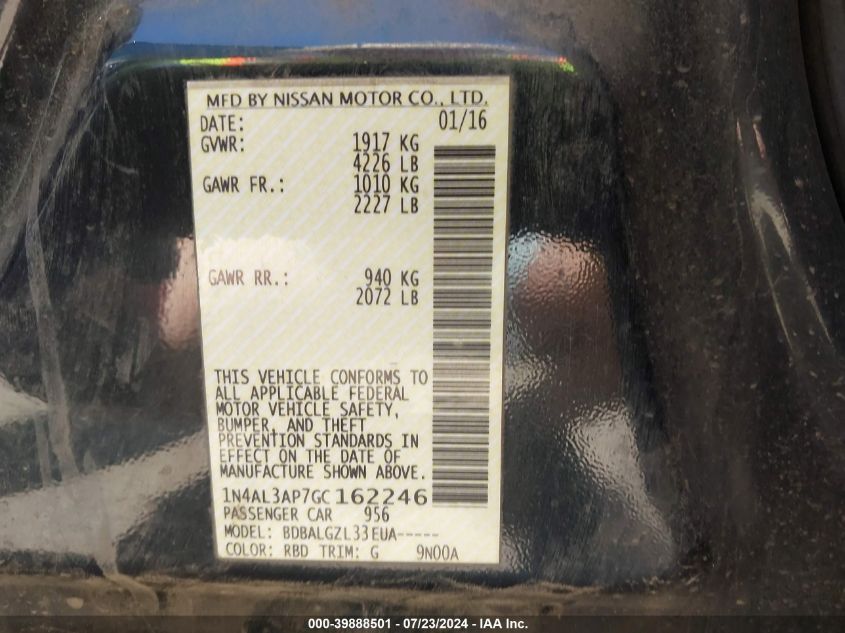 MFD BY NISSAN MOTOR CO., LTD.
DATE: 01/16
GVWR: 1917 KG
4226 LB
GAWR FR.: 1010 KG
2227 LB
GAWR RR.: 940 KG
2072 LB
THIS VEHICLE CONFORMS TO
ALL APPLICABLE FEDERAL
MOTOR VEHICLE SAFETY,
BUMPER, AND THEFT
PREVENTION STANDARDS IN
EFFECT ON THE DATE OF
MANUFACTURE SHOWN ABOVE.
1N4AL3AP7GC162246
PASSENGER CAR 956
MODEL: BDBALGZL33EUA-----
COLOR: RBD TRIM: G 9N00A
000-39888501 - 07/23/2024 - IAA Inc.